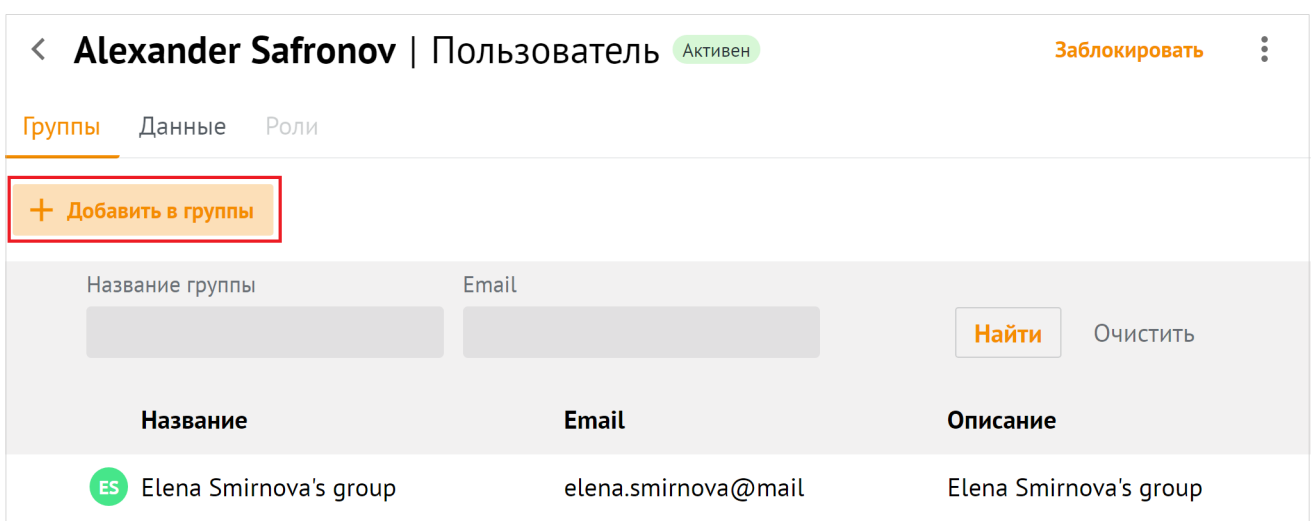 Alexander Safronov | Пользователь Активен Заблокировать
Группы Данные Роли
+ Добавить в группы
Название группы Email
Найти Очистить
Название Email Описание
ES Elena Smirnova's group elena.smirnova@mail Elena Smirnova's group